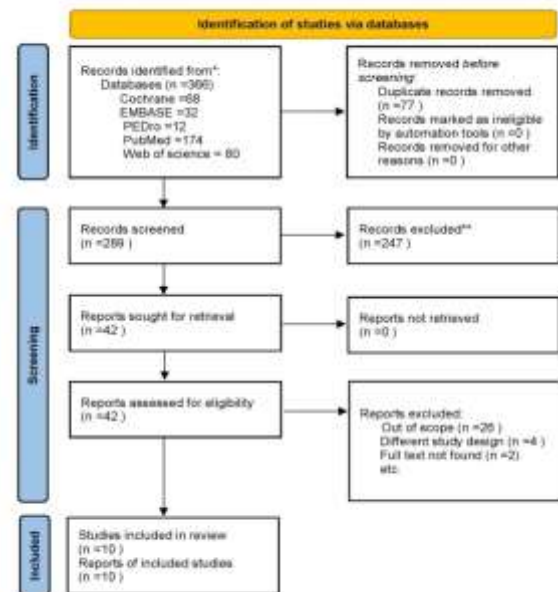 Identification of studies via databases
Identification
Records identified from*:
Databases (n =366)
Cochrane =68
EMBASE =32
PEDro =12
PubMed =174
Web of science = 80
Records removed before
screening:
Duplicate records removed
(n =77 )
Records marked as ineligible
by automation tools (n =0 )
Records removed for other
reasons (n =0 )
Screening
Records screened
(n =289 )
Records excluded**
(n =247 )
Reports sought for retrieval
(n =42 )
Reports not retrieved
(n =0 )
Reports assessed for eligibility
(n =42 )
Reports excluded:
Out of scope (n =26 )
Different study design (n =4 )
Full text not found (n =2)
etc.
Included
Studies included in review
(n =10 )
Reports of included studies
(n =10 )